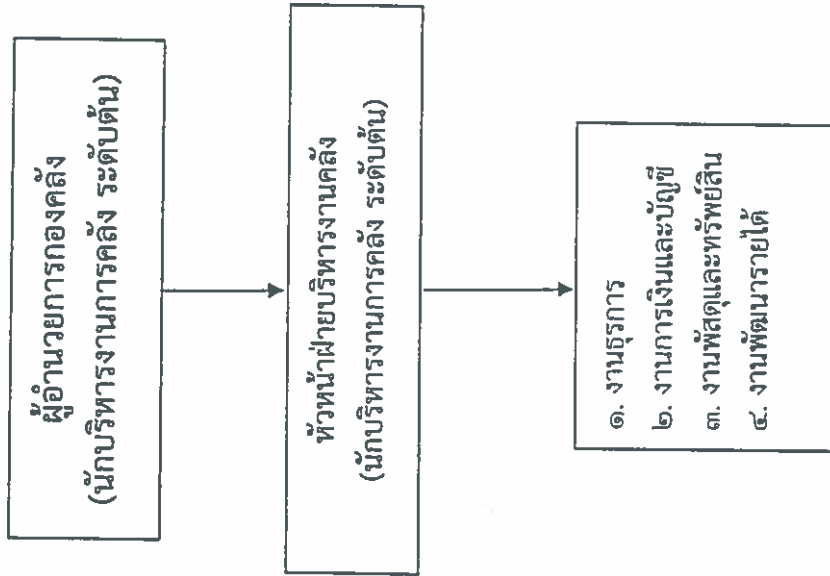 ผู้อำนวยการกองคลัง
(นักบริหารงานการคลัง ระดับต้น)
หัวหน้าฝ่ายบริหารงานคลัง
(นักบริหารงานการคลัง ระดับต้น)
๑. งานธุรการ
๒. งานการเงินและบัญชี
๓. งานพัสดุและทรัพย์สิน
๔. งานพัฒนารายได้